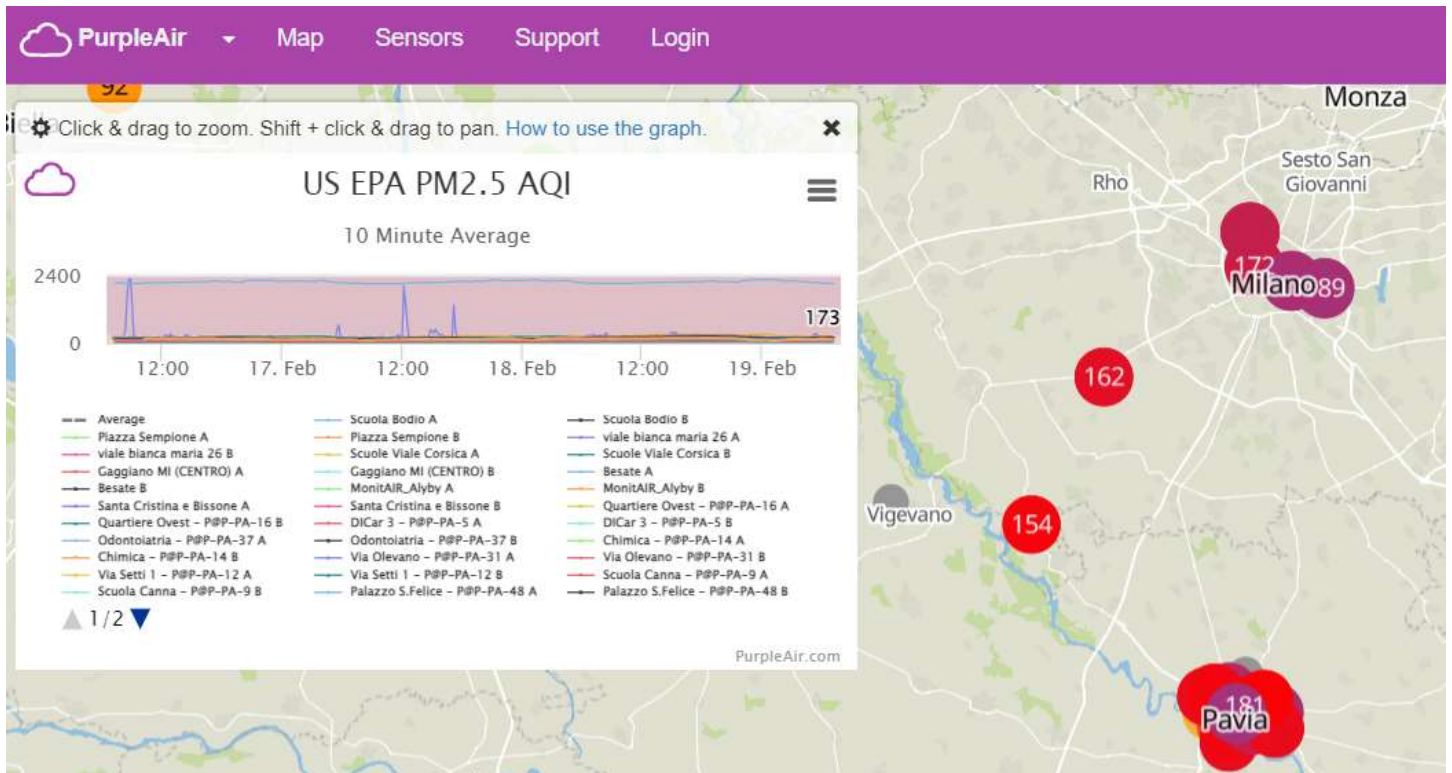 PurpleAir Map Sensors Support Login
92
Monza
Click & drag to zoom. Shift + click & drag to pan. How to use the graph.
Sesto San
Giovanni
Rho
US EPA PM2.5 AQI
10 Minute Average
2400
173
0
12:00 17. Feb 12:00 18. Feb 12:00 19. Feb
172
Milano 89
162
Average Scuola Bodio A Scuola Bodio B
Piazza Sempione A Piazza Sempione B viale bianca maria 26 A
viale bianca maria 26 B Scuole Viale Corsica A Scuole Viale Corsica B
Gaggiano MI (CENTRO) A Gaggiano MI (CENTRO) B Besate A
Besate B MonitAIR_Alyby A MonitAIR_Alyby B
Santa Cristina e Bissone A Santa Cristina e Bissone B Quartiere Ovest - P@P-PA-16 A
Quartiere Ovest - P@P-PA-16 B DICar 3 - P@P-PA-5 A DICar 3 - P@P-PA-5 B
Odontoiatria - P@P-PA-37 A Odontoiatria - P@P-PA-37 B Chimica - P@P-PA-14 A
Chimica - P@P-PA-14 B Via Olevano - P@P-PA-31 A Via Olevano - P@P-PA-31 B
Via Setti 1 - P@P-PA-12 A Via Setti 1 - P@P-PA-12 B Scuola Canna - P@P-PA-9 A
Scuola Canna - P@P-PA-9 B Palazzo S.Felice - P@P-PA-48 A Palazzo S.Felice - P@P-PA-48 B
1/2
PurpleAir.com
Vigevano
154
181
Pavia